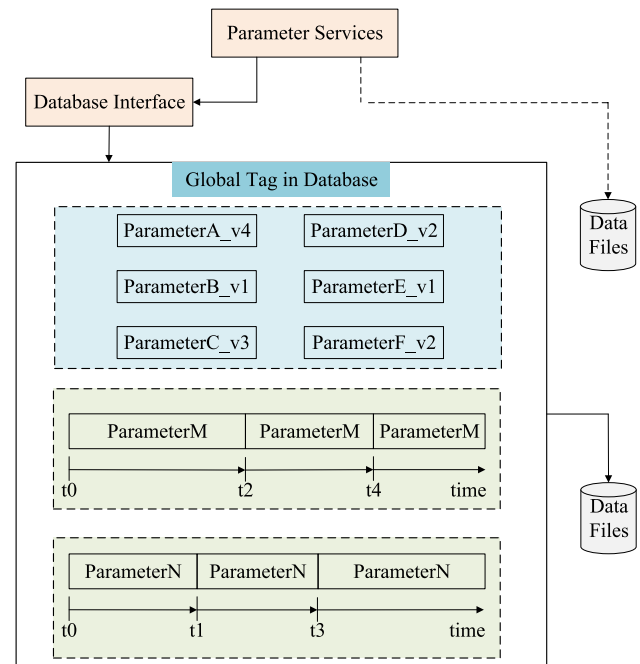 Parameter Services
Database Interface
Global Tag in Database
Data
Files
ParameterA_v4
ParameterD_v2
ParameterB_v1
ParameterE_v1
ParameterC_v3
ParameterF_v2
ParameterM
ParameterM
ParameterM
t0
t2
t4
time
Data
Files
ParameterN
ParameterN
ParameterN
t0
t1
t3
time